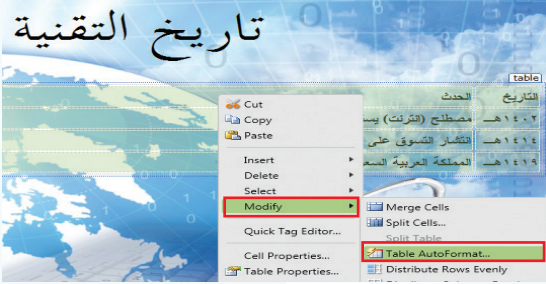 تاريخ التقنية
table
التاريخ الحدث
١٤٠٢هـ مصطلح (انترنت)
١٤١٤هـ انتشار التسوق على
١٤١٩هـ المملكة العربية
Cut
Copy
Paste
Insert
Delete
Select
Modify
Quick Tag Editor...
Cell Properties...
Table Properties...
Merge Cells
Split Cells...
Split Table
Table AutoFormat...
Distribute Rows Evenly